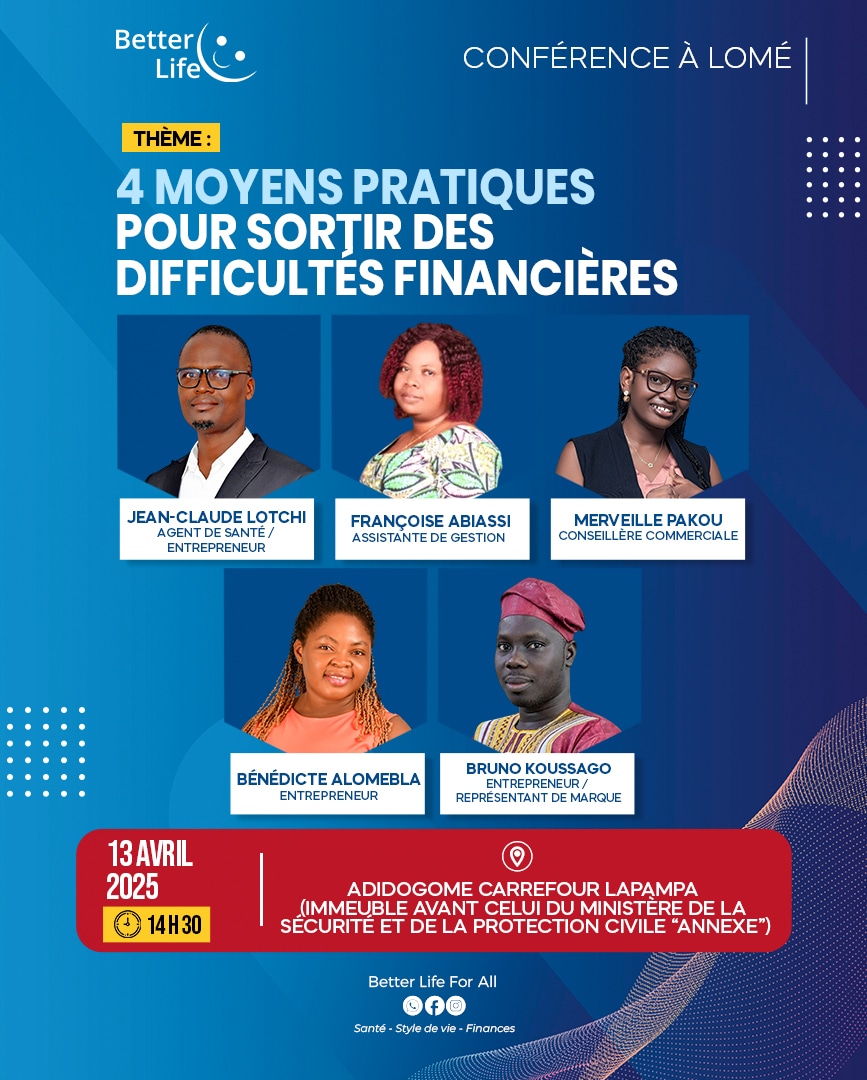 Better
Life
CONFÉRENCE À LOMÉ
THÈME :
4 MOYENS PRATIQUES
POUR SORTIR DES
DIFFICULTÉS FINANCIÈRES
JEAN-CLAUDE LOTCHI
AGENT DE SANTÉ /
ENTREPRENEUR
FRANÇOISE ABIASSI
ASSISTANTE DE GESTION
MERVEILLE PAKOU
CONSEILLÈRE COMMERCIALE
BÉNÉDICTE ALOMEBLA
ENTREPRENEUR
BRUNO KOUSSAGO
ENTREPRENEUR /
REPRÉSENTANT DE MARQUE
13 AVRIL
2025
14 H 30
ADIDOGOME CARREFOUR LAPAMPA
(IMMEUBLE AVANT CELUI DU MINISTÈRE DE LA
SÉCURITÉ ET DE LA PROTECTION CIVILE “ANNEXE”)
Better Life For All
Santé - Style de vie - Finances